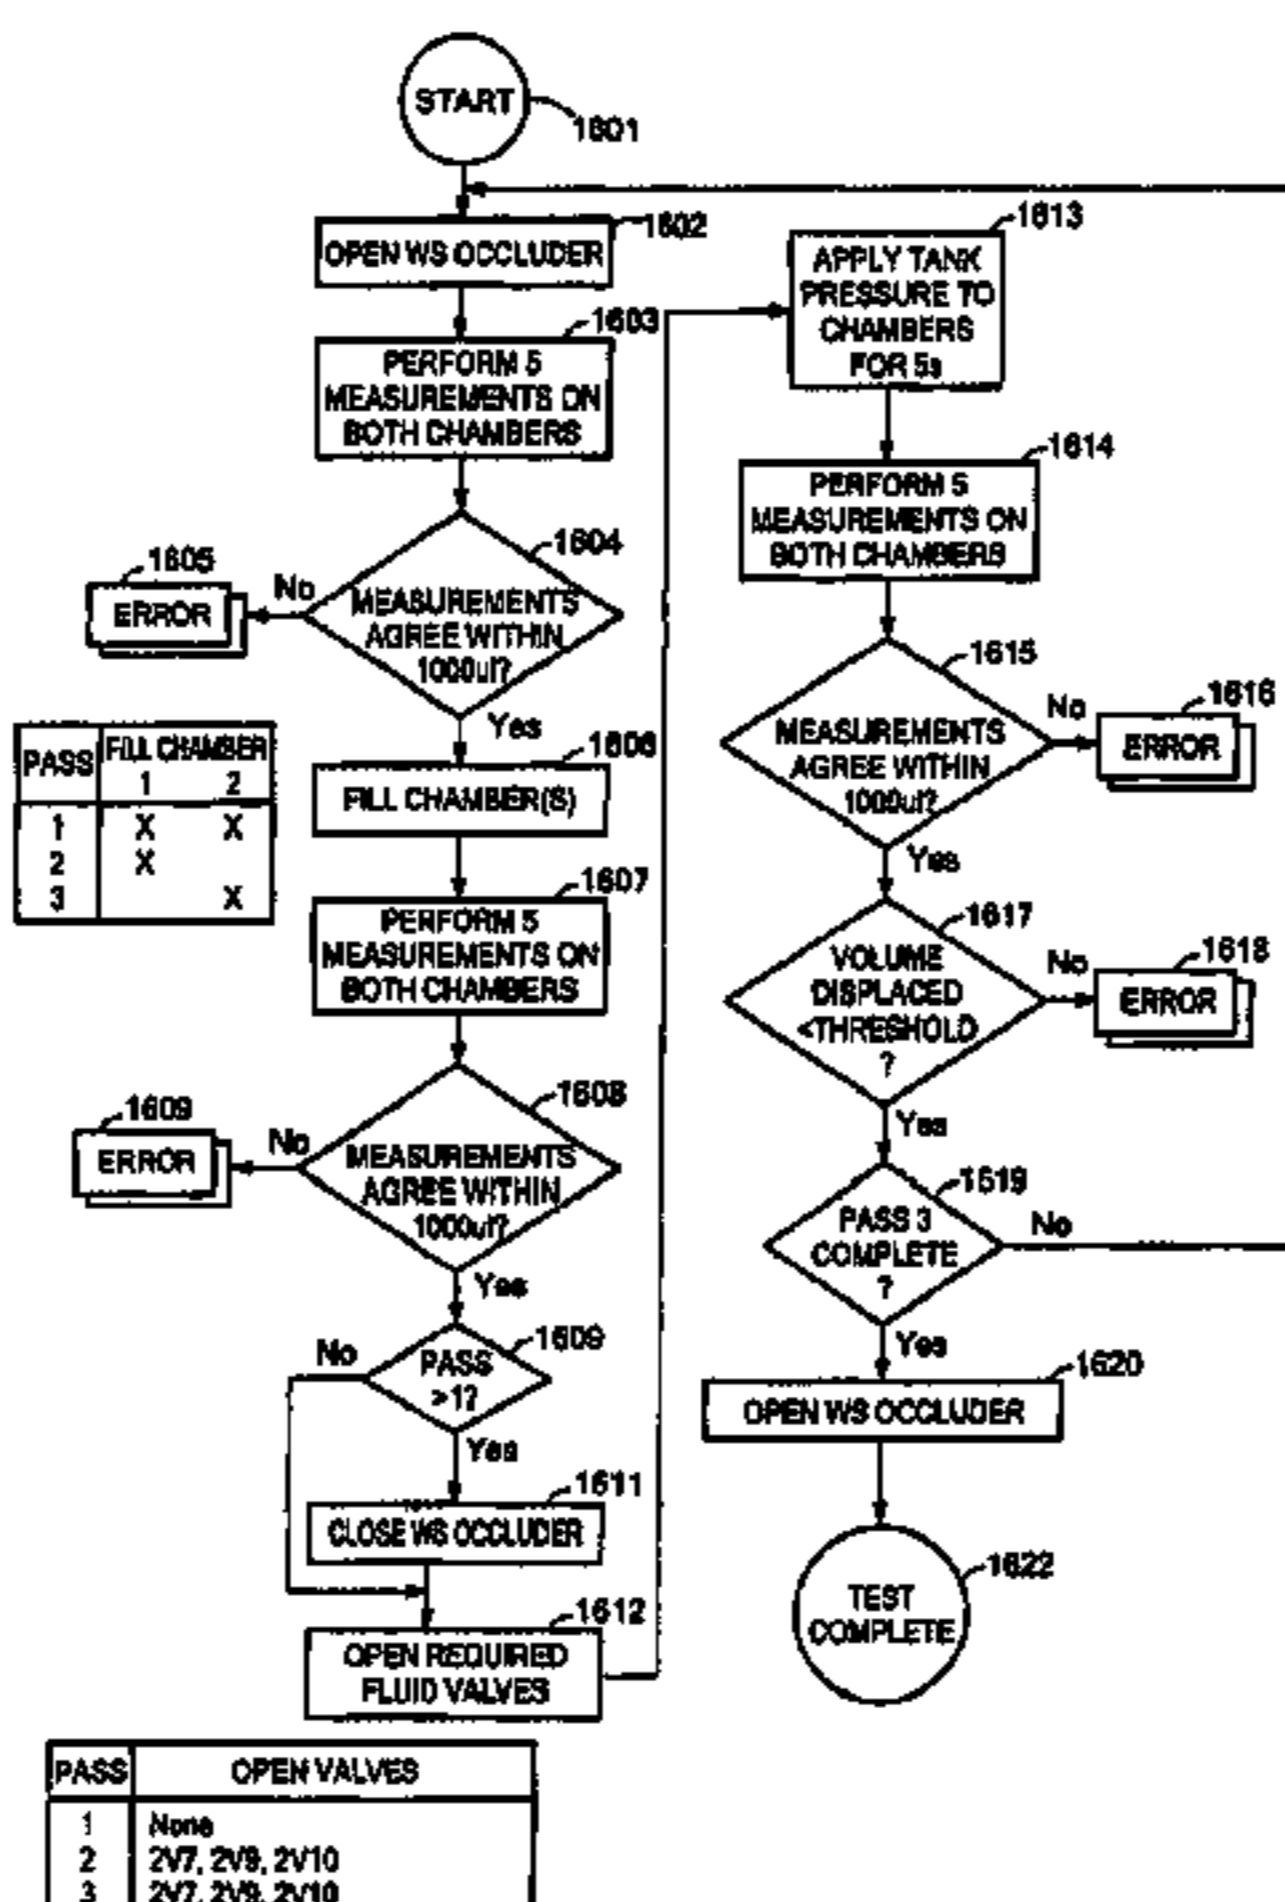 START
1601
OPEN WS OCCLUDER
1602
PERFORM 5
MEASUREMENTS ON
BOTH CHAMBERS
1603
MEASUREMENTS
AGREE WITHIN
1000ul?
1604
No
ERROR
1605
Yes
PASS FILL CHAMBER
1 2
1 X X
2 X
3 X
FILL CHAMBER(S)
1606
PERFORM 5
MEASUREMENTS ON
BOTH CHAMBERS
1607
MEASUREMENTS
AGREE WITHIN
1000ul?
1608
No
ERROR
1609
Yes
PASS
>1?
1609
No
Yes
CLOSE WS OCCLUDER
1611
OPEN REQUIRED
FLUID VALVES
1612
PASS OPEN VALVES
1 None
2 2V7, 2V9, 2V10
3 2V7, 2V9, 2V10
APPLY TANK
PRESSURE TO
CHAMBERS
FOR 5s
1613
PERFORM 5
MEASUREMENTS ON
BOTH CHAMBERS
1614
MEASUREMENTS
AGREE WITHIN
1000ul?
1615
No
ERROR
1616
Yes
VOLUME
DISPLACED
<THRESHOLD
?
1617
No
ERROR
1618
Yes
PASS 3
COMPLETE
?
1619
No
Yes
OPEN WS OCCLUDER
1620
TEST
COMPLETE
1622